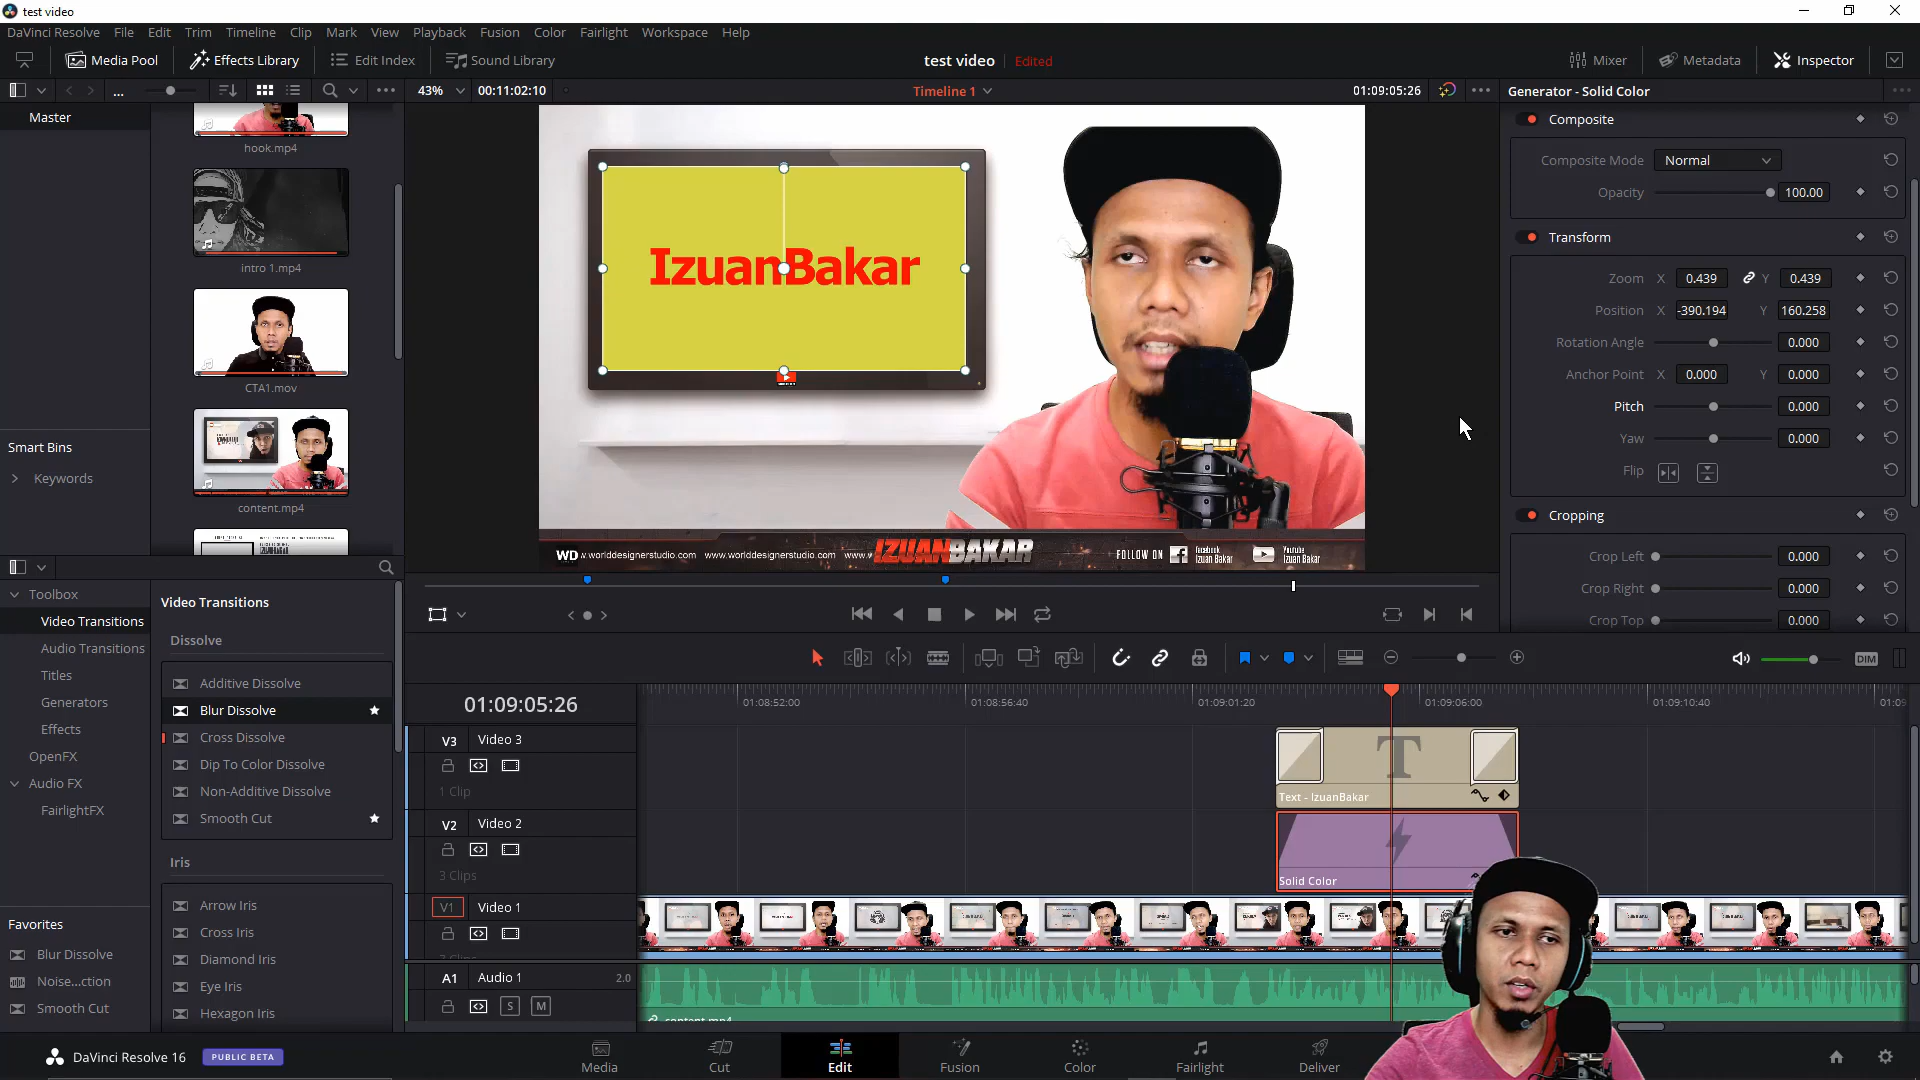 test video
DaVinci Resolve File Edit Trim Timeline Clip Mark View Playback Fusion Color Fairlight Workspace Help
Media Pool Effects Library Edit Index Sound Library test video Edited Mixer Metadata Inspector
... 43% 00:11:02:10 Timeline 1 01:09:05:26 Generator - Solid Color
Master
hook.mp4
intro 1.mp4
CTA1.mov
content.mp4
Smart Bins
Keywords
IzuanBakar
WD w.worlddesignerstudio.com www.worlddesignerstudio.com www.w IZUANBAKAR FOLLOW ON facebook Izuan Bakar Youtube Izuan Bakar
Composite
Composite Mode Normal
Opacity 100.00
Transform
Zoom X 0.439 Y 0.439
Position X -390.194 Y 160.258
Rotation Angle 0.000
Anchor Point X 0.000 Y 0.000
Pitch 0.000
Yaw 0.000
Flip
Cropping
Crop Left 0.000
Crop Right 0.000
Crop Top 0.000
Toolbox
Video Transitions
Audio Transitions
Titles
Generators
Effects
OpenFX
Audio FX
FairlightFX
Favorites
Blur Dissolve
Noise...ction
Smooth Cut
Video Transitions
Dissolve
Additive Dissolve
Blur Dissolve
Cross Dissolve
Dip To Color Dissolve
Non-Additive Dissolve
Smooth Cut
Iris
Arrow Iris
Cross Iris
Diamond Iris
Eye Iris
Hexagon Iris
DIM
01:09:05:26 01:08:52:00 01:08:56:40 01:09:01:20 01:09:06:00 01:09:10:40 01:09
V3 Video 3
1 Clip
T
Text - IzuanBakar
V2 Video 2
3 Clips
Solid Color
V1 Video 1
A1 Audio 1 2.0
S M
content.mp4
DaVinci Resolve 16 PUBLIC BETA
Media Cut Edit Fusion Color Fairlight Deliver